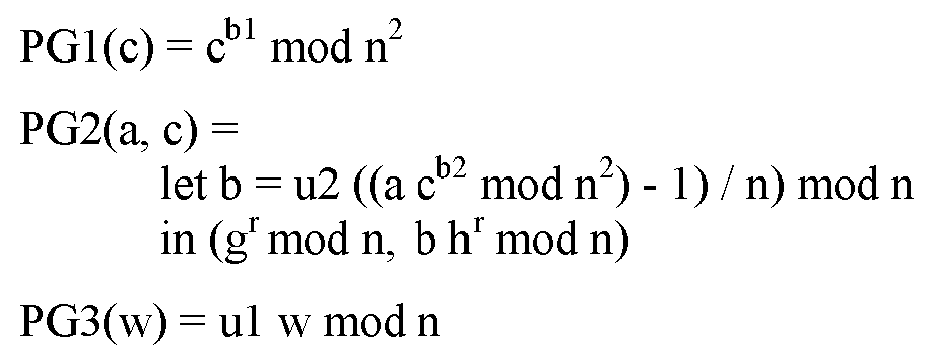 PG1(c) = c^b1 mod n^2
PG2(a, c) =
let b = u2 ((a c^b2 mod n^2) - 1) / n) mod n
in (g^r mod n, b h^r mod n)
PG3(w) = u1 w mod n